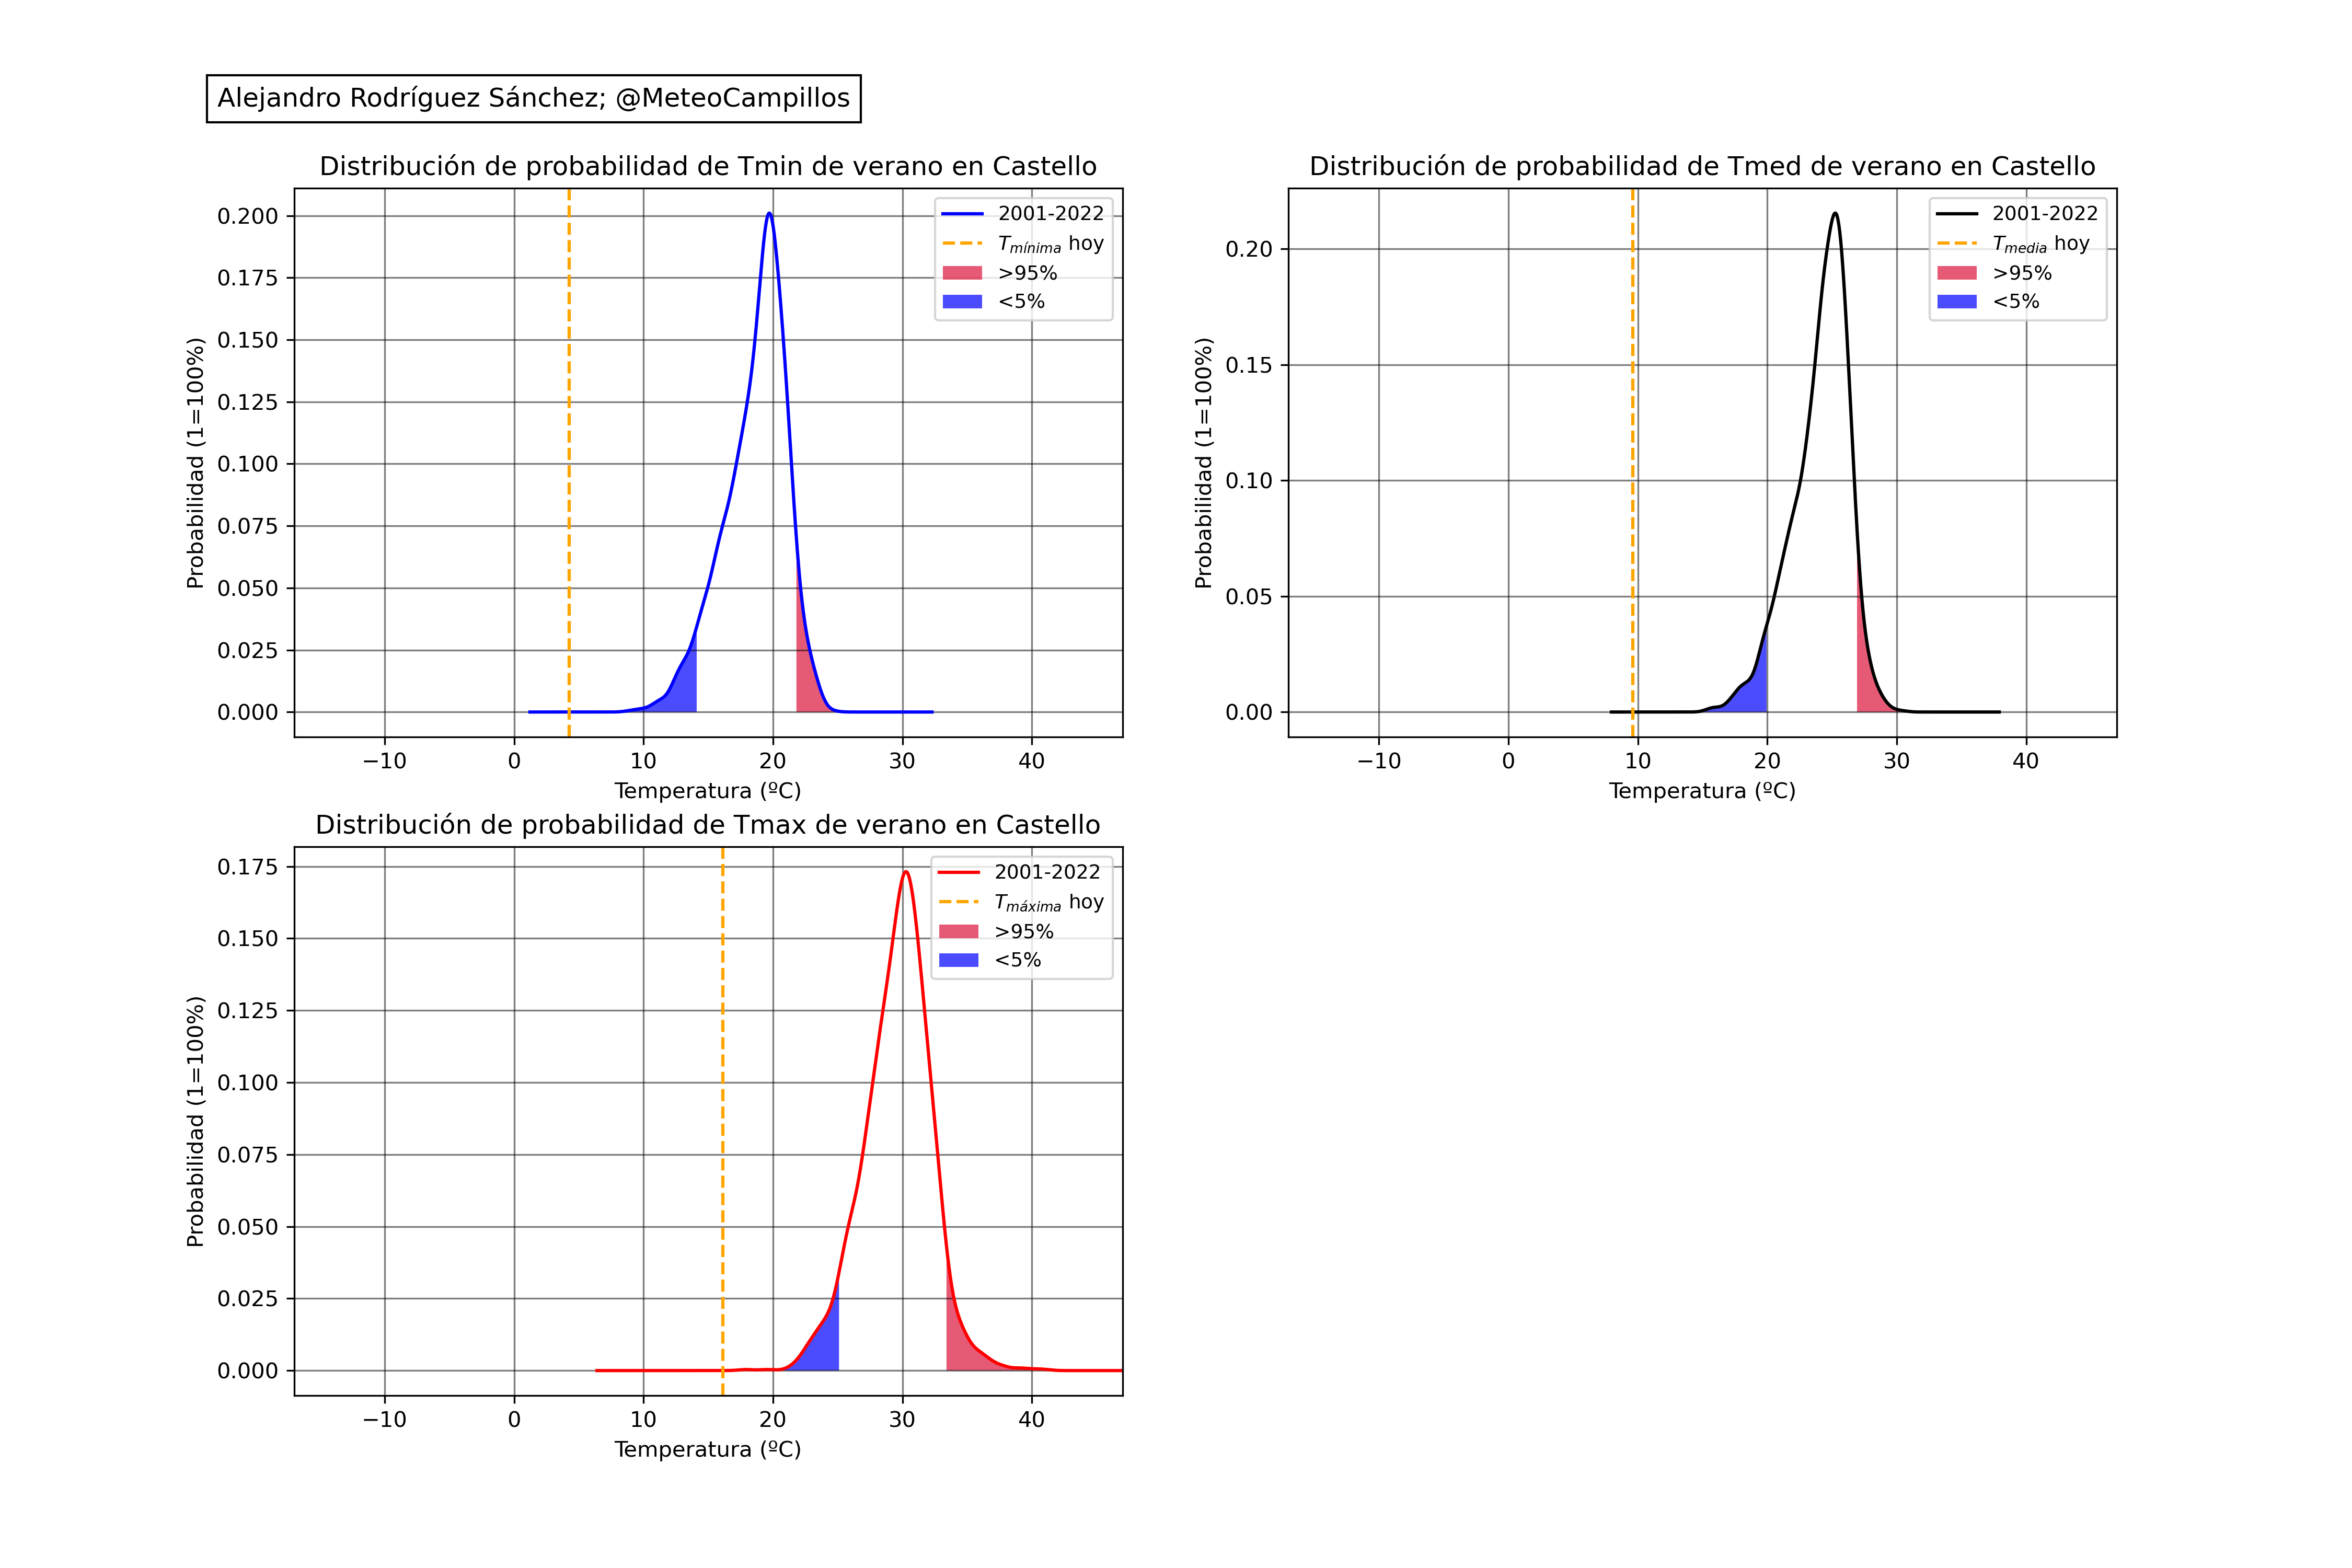 Alejandro Rodríguez Sánchez; @MeteoCampillos
Distribución de probabilidad de Tmin de verano en Castello
Probabilidad (1=100%)
0.200
0.175
0.150
0.125
0.100
0.075
0.050
0.025
0.000
−10 0 10 20 30 40
Temperatura (ºC)
2001-2022
Tmínima hoy
>95%
<5%
Distribución de probabilidad de Tmed de verano en Castello
Probabilidad (1=100%)
0.20
0.15
0.10
0.05
0.00
−10 0 10 20 30 40
Temperatura (ºC)
2001-2022
Tmedia hoy
>95%
<5%
Distribución de probabilidad de Tmax de verano en Castello
Probabilidad (1=100%)
0.175
0.150
0.125
0.100
0.075
0.050
0.025
0.000
−10 0 10 20 30 40
Temperatura (ºC)
2001-2022
Tmáxima hoy
>95%
<5%